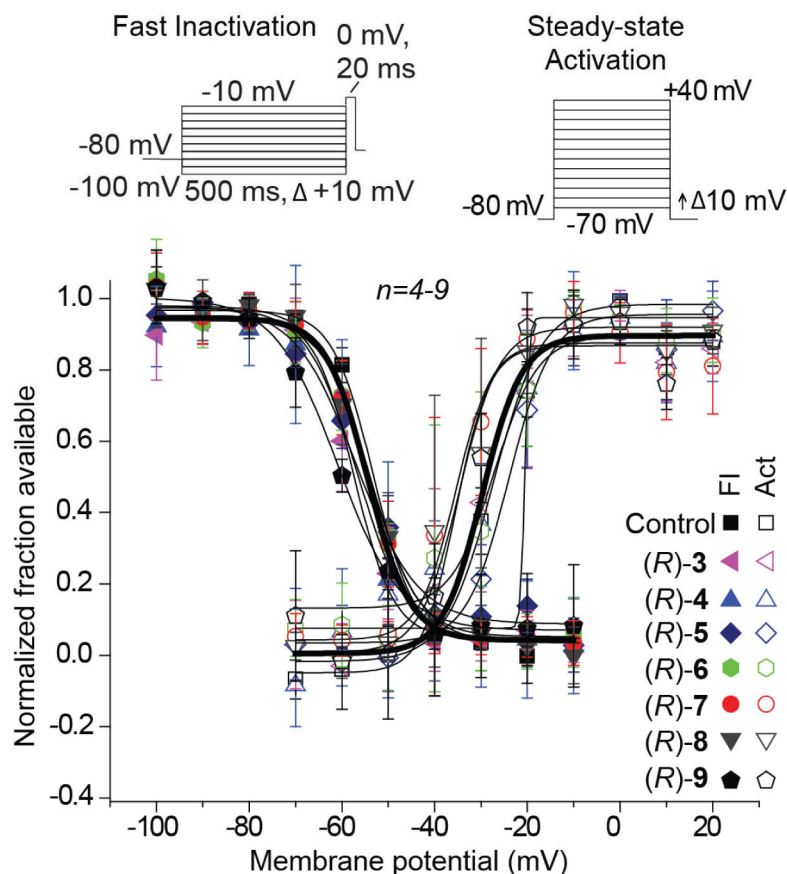 Fast Inactivation
0 mV,
20 ms
-10 mV
-80 mV
-100 mV
500 ms, Δ +10 mV
Steady-state
Activation
+40 mV
-80 mV
-70 mV
↑Δ10 mV
n=4-9
Normalized fraction available
1.0
0.8
0.6
0.4
0.2
0.0
-0.2
-0.4
FI Act
Control
(R)-3
(R)-4
(R)-5
(R)-6
(R)-7
(R)-8
(R)-9
-100 -80 -60 -40 -20 0 20
Membrane potential (mV)